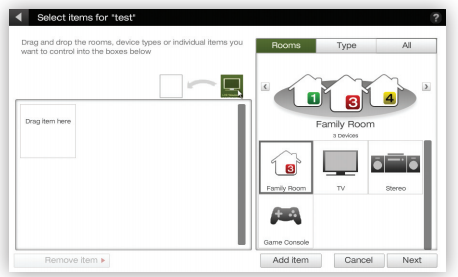 Select items for "test"
?
Drag and drop the rooms, device types or individual items you
want to control into the boxes below
Drag item here
Remove item
Rooms
Type
All
1
3
4
Family Room
3 Devices
3
Family Room
TV
Stereo
Game Console
Add item
Cancel
Next